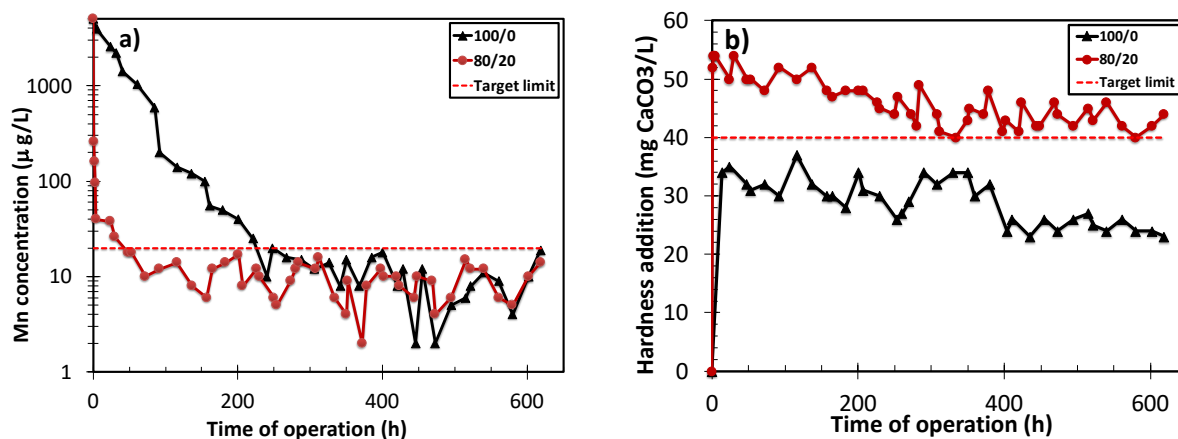 a)
100/0
80/20
Target limit
Mn concentration (µ g/L)
1000
100
10
1
0
200
400
600
Time of operation (h)
b)
100/0
80/20
Target limit
Hardness addition (mg CaCO3/L)
60
50
40
30
20
10
0
0
200
400
600
Time of operation (h)